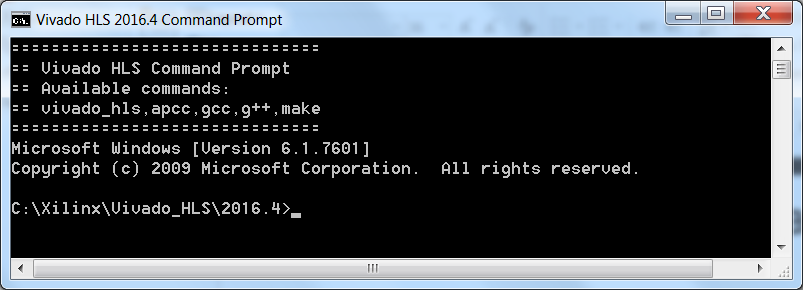 Vivado HLS 2016.4 Command Prompt
================================
== Vivado HLS Command Prompt
== Available commands:
== vivado_hls,apcc,gcc,g++,make
================================
Microsoft Windows [Version 6.1.7601]
Copyright (c) 2009 Microsoft Corporation.  All rights reserved.
C:\Xilinx\Vivado_HLS\2016.4>_